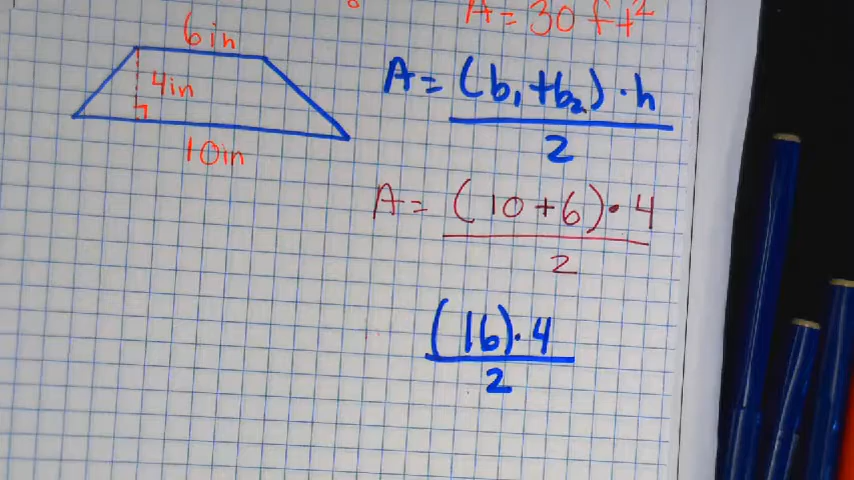 A = 30 ft²
6in
4in
10in
A = (b₁+b₂)·h
2
A = (10+6)·4
2
(16)·4
2